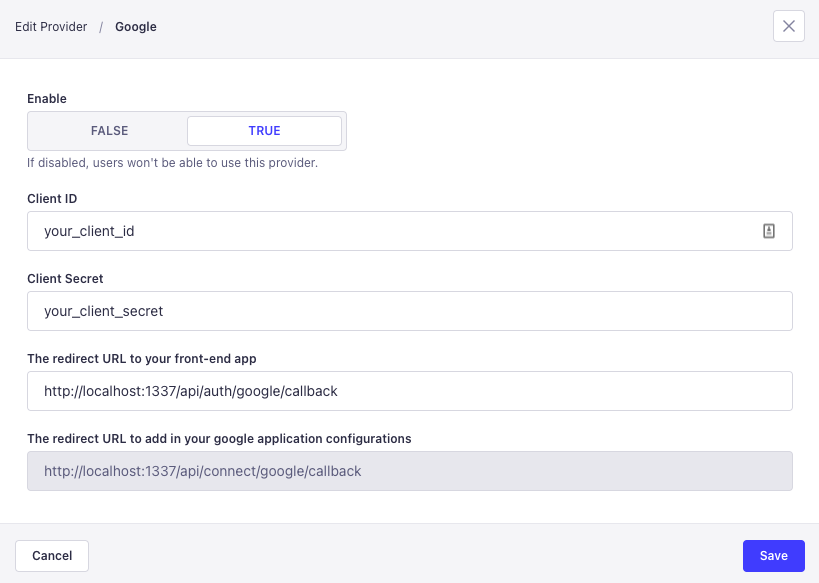 Edit Provider / Google
Enable
FALSE TRUE
If disabled, users won't be able to use this provider.
Client ID
your_client_id
Client Secret
your_client_secret
The redirect URL to your front-end app
http://localhost:1337/api/auth/google/callback
The redirect URL to add in your google application configurations
http://localhost:1337/api/connect/google/callback
Cancel Save